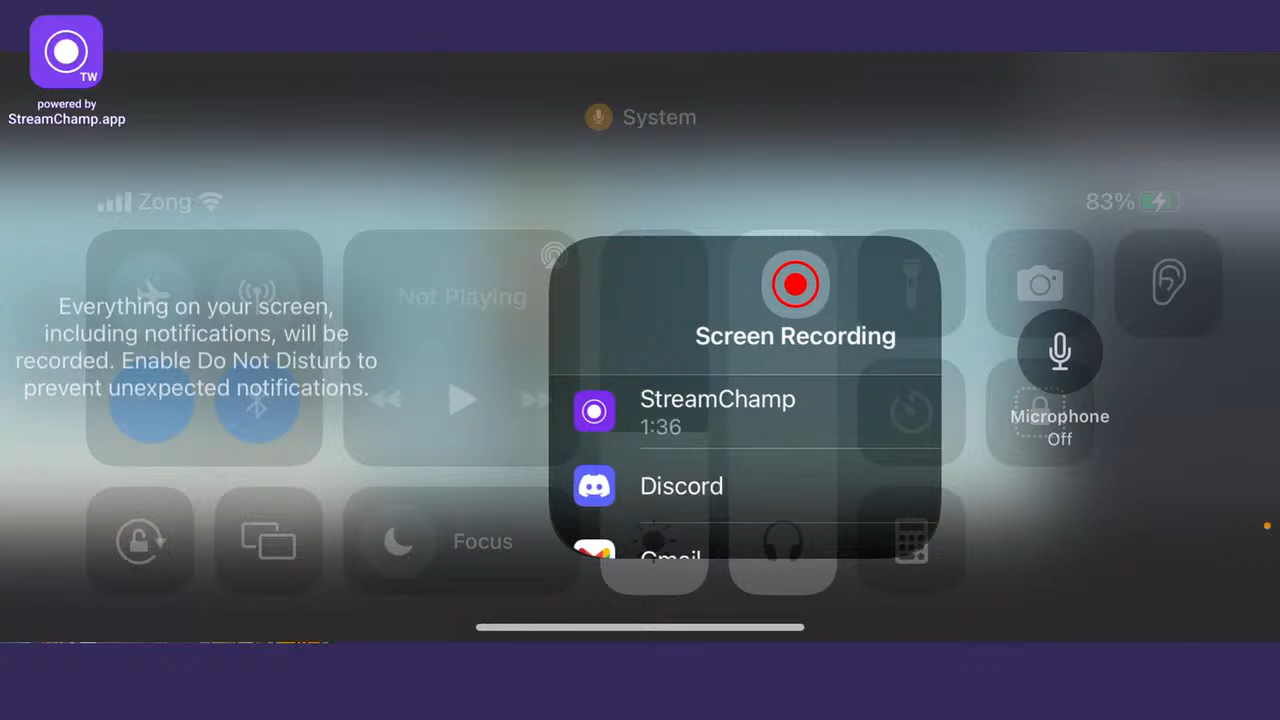 TW
powered by
StreamChamp.app
System
Zong
83%
Everything on your screen,
including notifications, will be
recorded. Enable Do Not Disturb to
prevent unexpected notifications.
Not Playing
Screen Recording
StreamChamp
1:36
Discord
Gmail
Microphone
Off
Focus